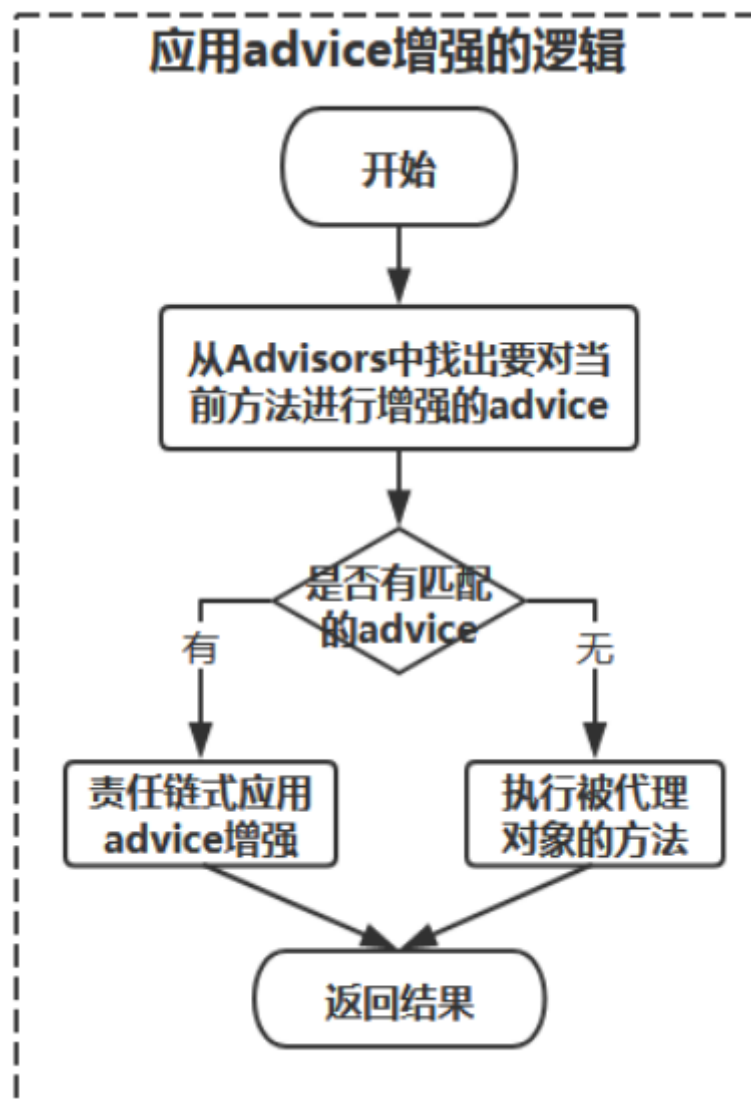 应用advice增强的逻辑
开始
从Advisors中找出要对当
前方法进行增强的advice
是否有匹配
的advice
有
无
责任链式应用
advice增强
执行被代理
对象的方法
返回结果